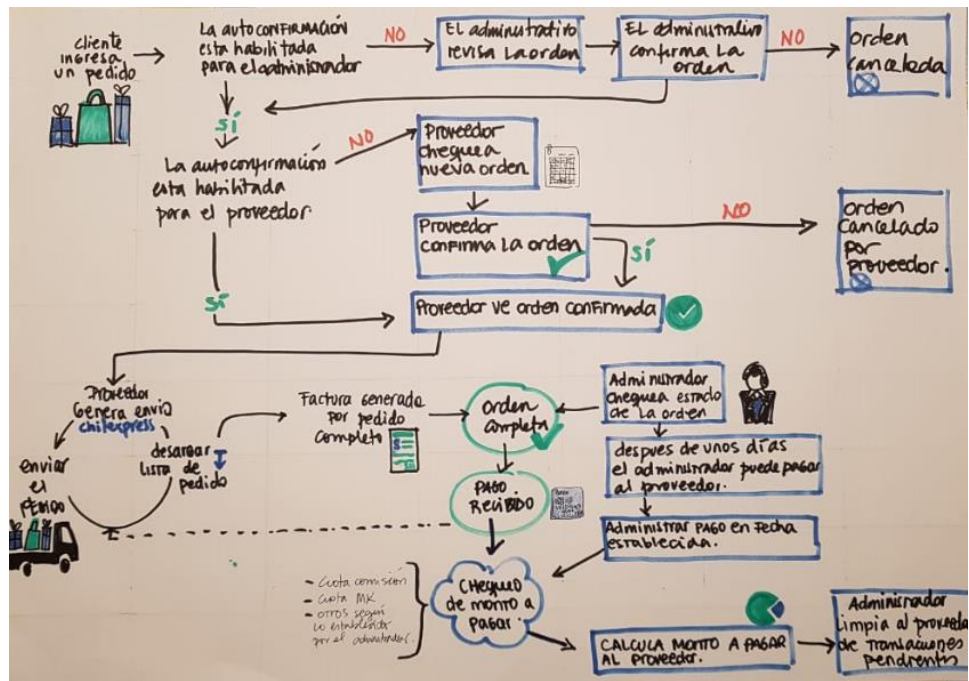 cliente
ingresa
un pedido
La autoconfirmación
esta habilitada
para el administrador
NO
El administrativo
revisa la orden
El administrativo
confirma la
orden
NO
orden
cancelada
SÍ
La autoconfirmación
esta habilitada
para el proveedor.
NO
Proveedor
chequea
nueva orden
Proveedor
confirma la orden
NO
SÍ
orden
cancelado
por
proveedor.
SÍ
Proveedor ve orden confirmada
Proveedor
Genera envio
chilexpress
enviar
el
descargar
lista de
pedido
Factura Generada
por pedido
completo
$
orden
completa
Administrador
chequea estado
de la orden
despues de unos días
el administrador puede pagar
al proveedor.
PAGO
RECIBIDO
Administrar PAGO en Fecha
establecida.
- Cuota comisión
- Cuota MK
- otros según
lo establecido
por el administrador.
CHEQUEO
de monto a
pagar.
CALCULA MONTO A PAGAR
AL Proveedor.
Administrador
limpia al proveedor
de transaciones
pendientes